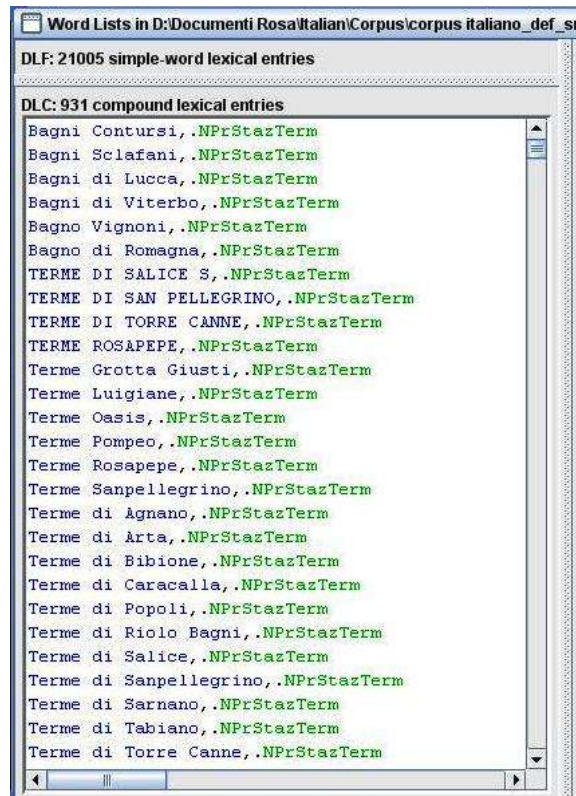 Word Lists in D:\Documenti Rosa\Italian\Corpus\corpus italiano_def_
DLF: 21005 simple-word lexical entries
DLC: 931 compound lexical entries
Bagni Contursi,.NPrStazTerm
Bagni Sclafani,.NPrStazTerm
Bagni di Lucca,.NPrStazTerm
Bagni di Viterbo,.NPrStazTerm
Bagno Vignoni,.NPrStazTerm
Bagno di Romagna,.NPrStazTerm
TERME DI SALICE S,.NPrStazTerm
TERME DI SAN PELLEGRINO,.NPrStazTerm
TERME DI TORRE CANNE,.NPrStazTerm
TERME ROSAPEPE,.NPrStazTerm
Terme Grotta Giusti,.NPrStazTerm
Terme Luigiane,.NPrStazTerm
Terme Oasis,.NPrStazTerm
Terme Pompeo,.NPrStazTerm
Terme Rosapepe,.NPrStazTerm
Terme Sanpellegrino,.NPrStazTerm
Terme di Agnano,.NPrStazTerm
Terme di Arta,.NPrStazTerm
Terme di Bibione,.NPrStazTerm
Terme di Caracalla,.NPrStazTerm
Terme di Popoli,.NPrStazTerm
Terme di Riolo Bagni,.NPrStazTerm
Terme di Salice,.NPrStazTerm
Terme di Sanpellegrino,.NPrStazTerm
Terme di Sarnano,.NPrStazTerm
Terme di Tabiano,.NPrStazTerm
Terme di Torre Canne,.NPrStazTerm